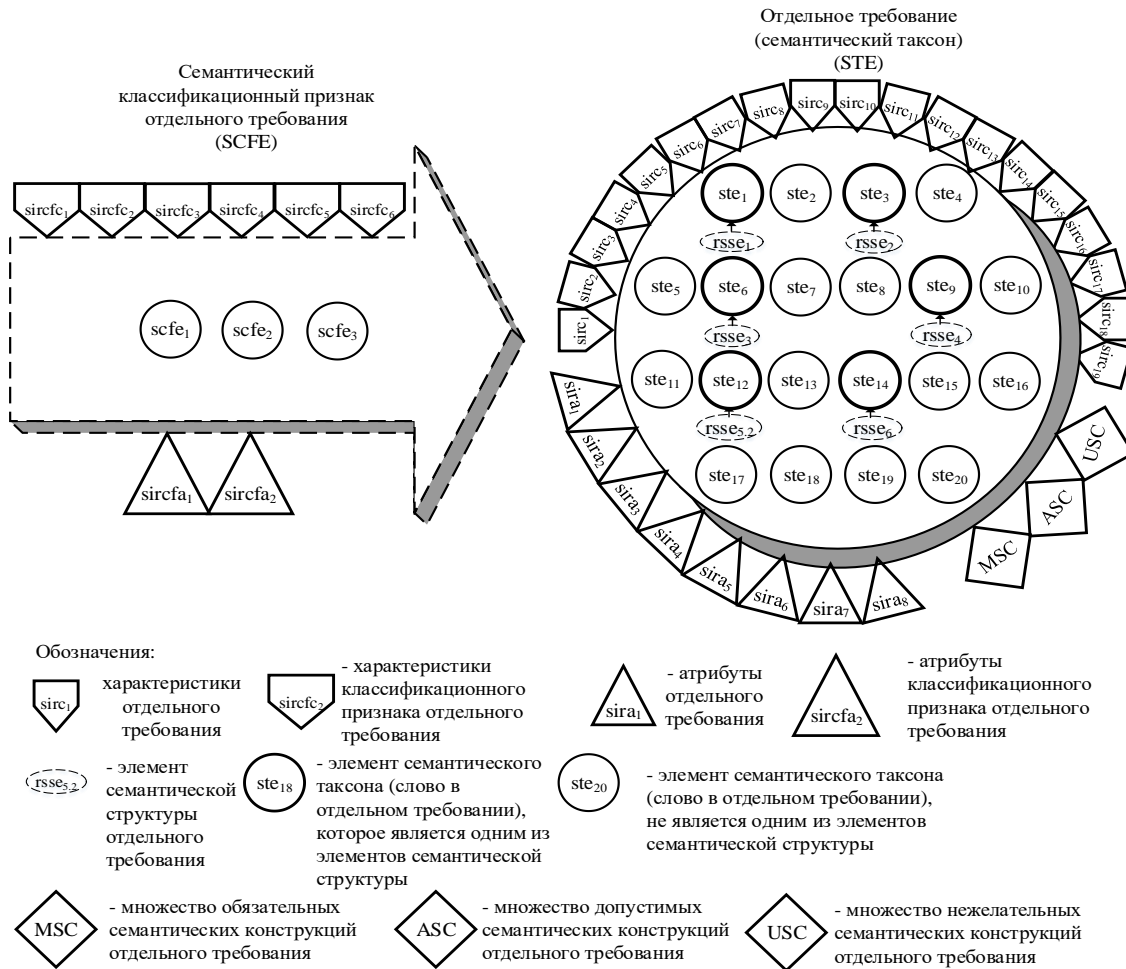 Семантический
классификационный признак
отдельного требования
(SCFE)
Отдельное требование
(семантический таксон)
(STE)
sircfc₁ sircfc₂ sircfc₃ sircfc₄ sircfc₅ sircfc₆
scfe₁ scfe₂ scfe₃
sircfa₁ sircfa₂
sirc₁ sirc₂ sirc₃ sirc₄ sirc₅ sirc₆ sirc₇ sirc₈ sirc₉ sirc₁₀ sirc₁₁ sirc₁₂ sirc₁₃ sirc₁₄ sirc₁₅ sirc₁₆ sirc₁₇ sirc₁₈ sirc₁₉
ste₁ ste₂ ste₃ ste₄
rsse₁ rsse₂
ste₅ ste₆ ste₇ ste₈ ste₉ ste₁₀
rsse₃ rsse₄
ste₁₁ ste₁₂ ste₁₃ ste₁₄ ste₁₅ ste₁₆
rsse₅.₂ rsse₆
ste₁₇ ste₁₈ ste₁₉ ste₂₀
sira₁ sira₂ sira₃ sira₄ sira₅ sira₆ sira₇ sira₈
MSC ASC USC
Обозначения:
sirc₁
характеристики
отдельного
требования
sircfc₂
- характеристики
классификационного
признака отдельного
требования
sira₁
- атрибуты
отдельного
требования
sircfa₂
- атрибуты
классификационного
признака отдельного
требования
rsse₅.₂
- элемент
семантической
структуры
отдельного
требования
ste₁₈
- элемент семантического
таксона (слово в
отдельном требовании),
которое является одним из
элементов семантической
структуры
ste₂₀
- элемент семантического таксона
(слово в отдельном требовании),
не является одним из элементов
семантической структуры
MSC
- множество обязательных
семантических конструкций
отдельного требования
ASC
- множество допустимых
семантических конструкций
отдельного требования
USC
- множество нежелательных
семантических конструкций
отдельного требования